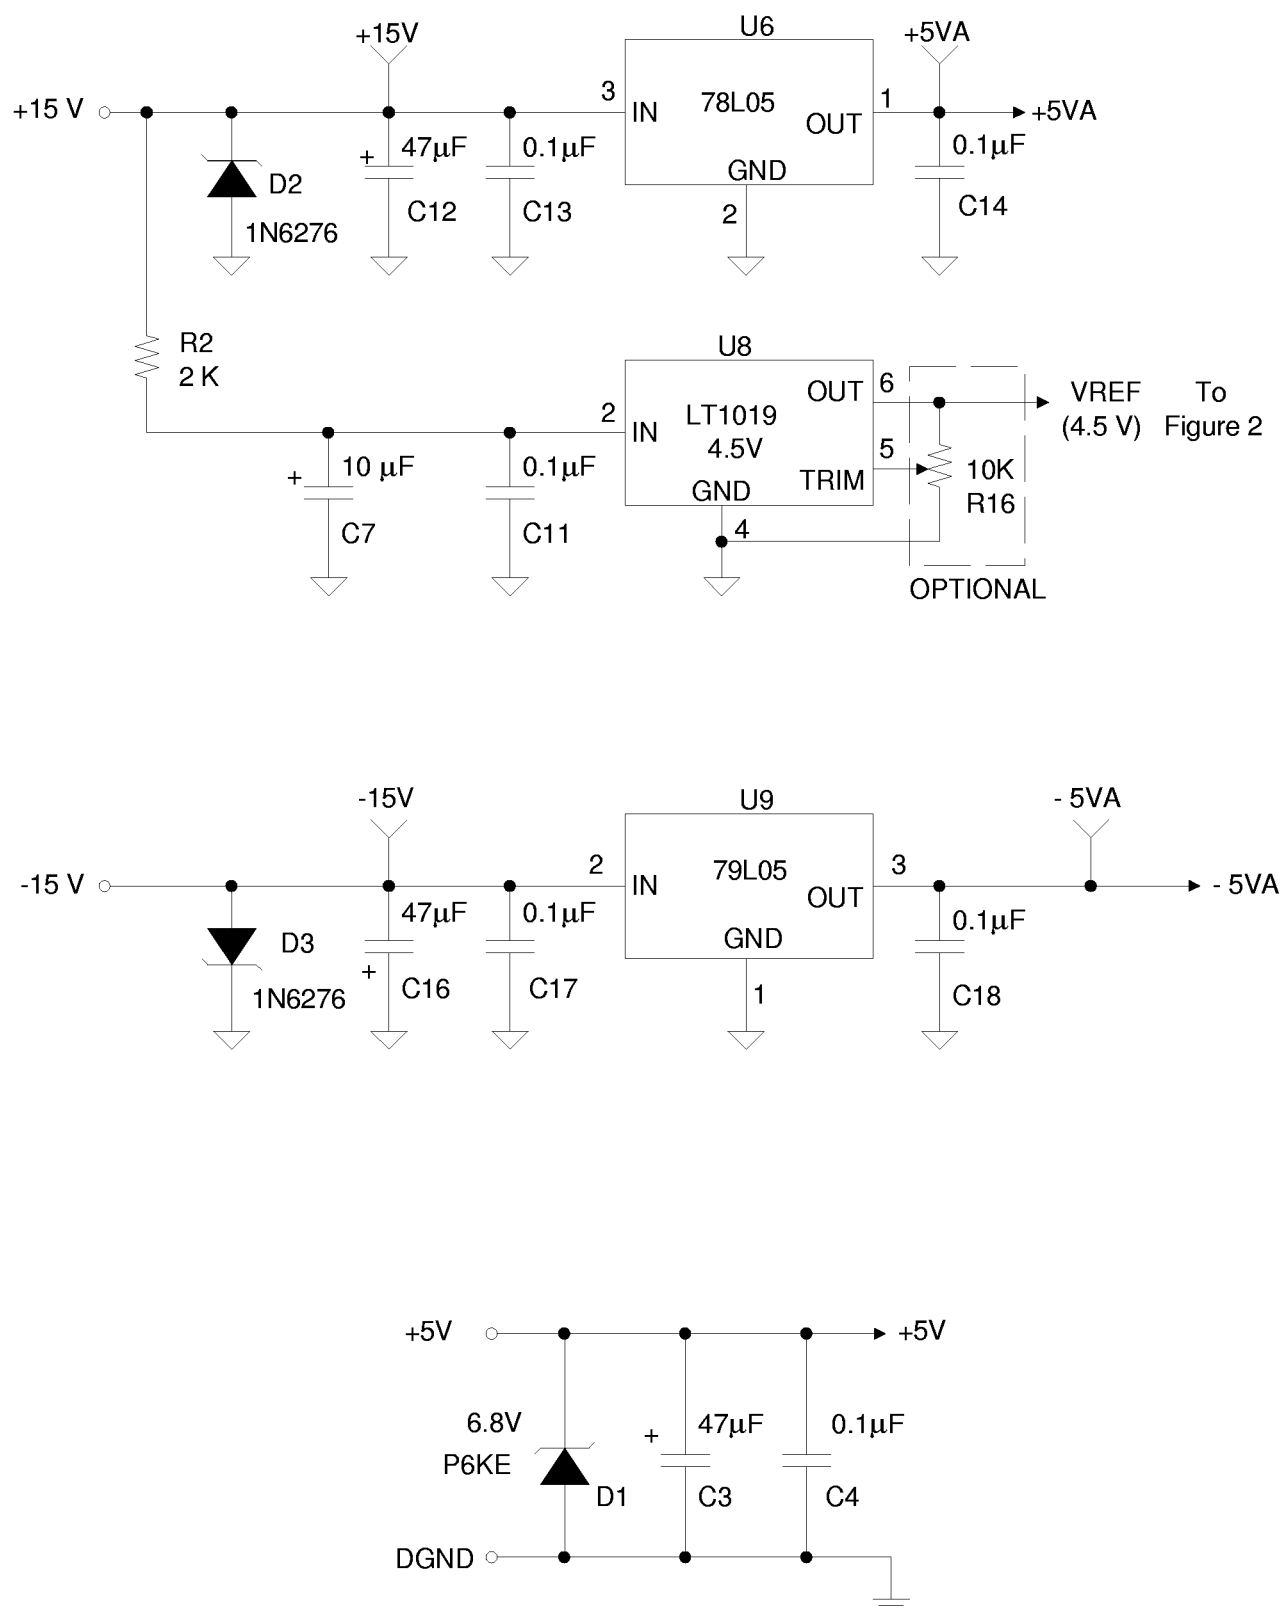 +15V
U6
+5VA
+15 V
3
IN
78L05
OUT
1
+5VA
GND
2
D2
1N6276
+
47µF
C12
0.1µF
C13
0.1µF
C14
R2
2 K
U8
2
IN
LT1019
4.5V
OUT
6
TRIM
5
GND
4
VREF
(4.5 V)
To
Figure 2
10K
R16
OPTIONAL
+
10 µF
C7
0.1µF
C11
-15V
U9
- 5VA
-15 V
2
IN
79L05
OUT
3
- 5VA
GND
1
D3
1N6276
47µF
+
C16
0.1µF
C17
0.1µF
C18
+5V
+5V
6.8V
P6KE
D1
+
47µF
C3
0.1µF
C4
DGND